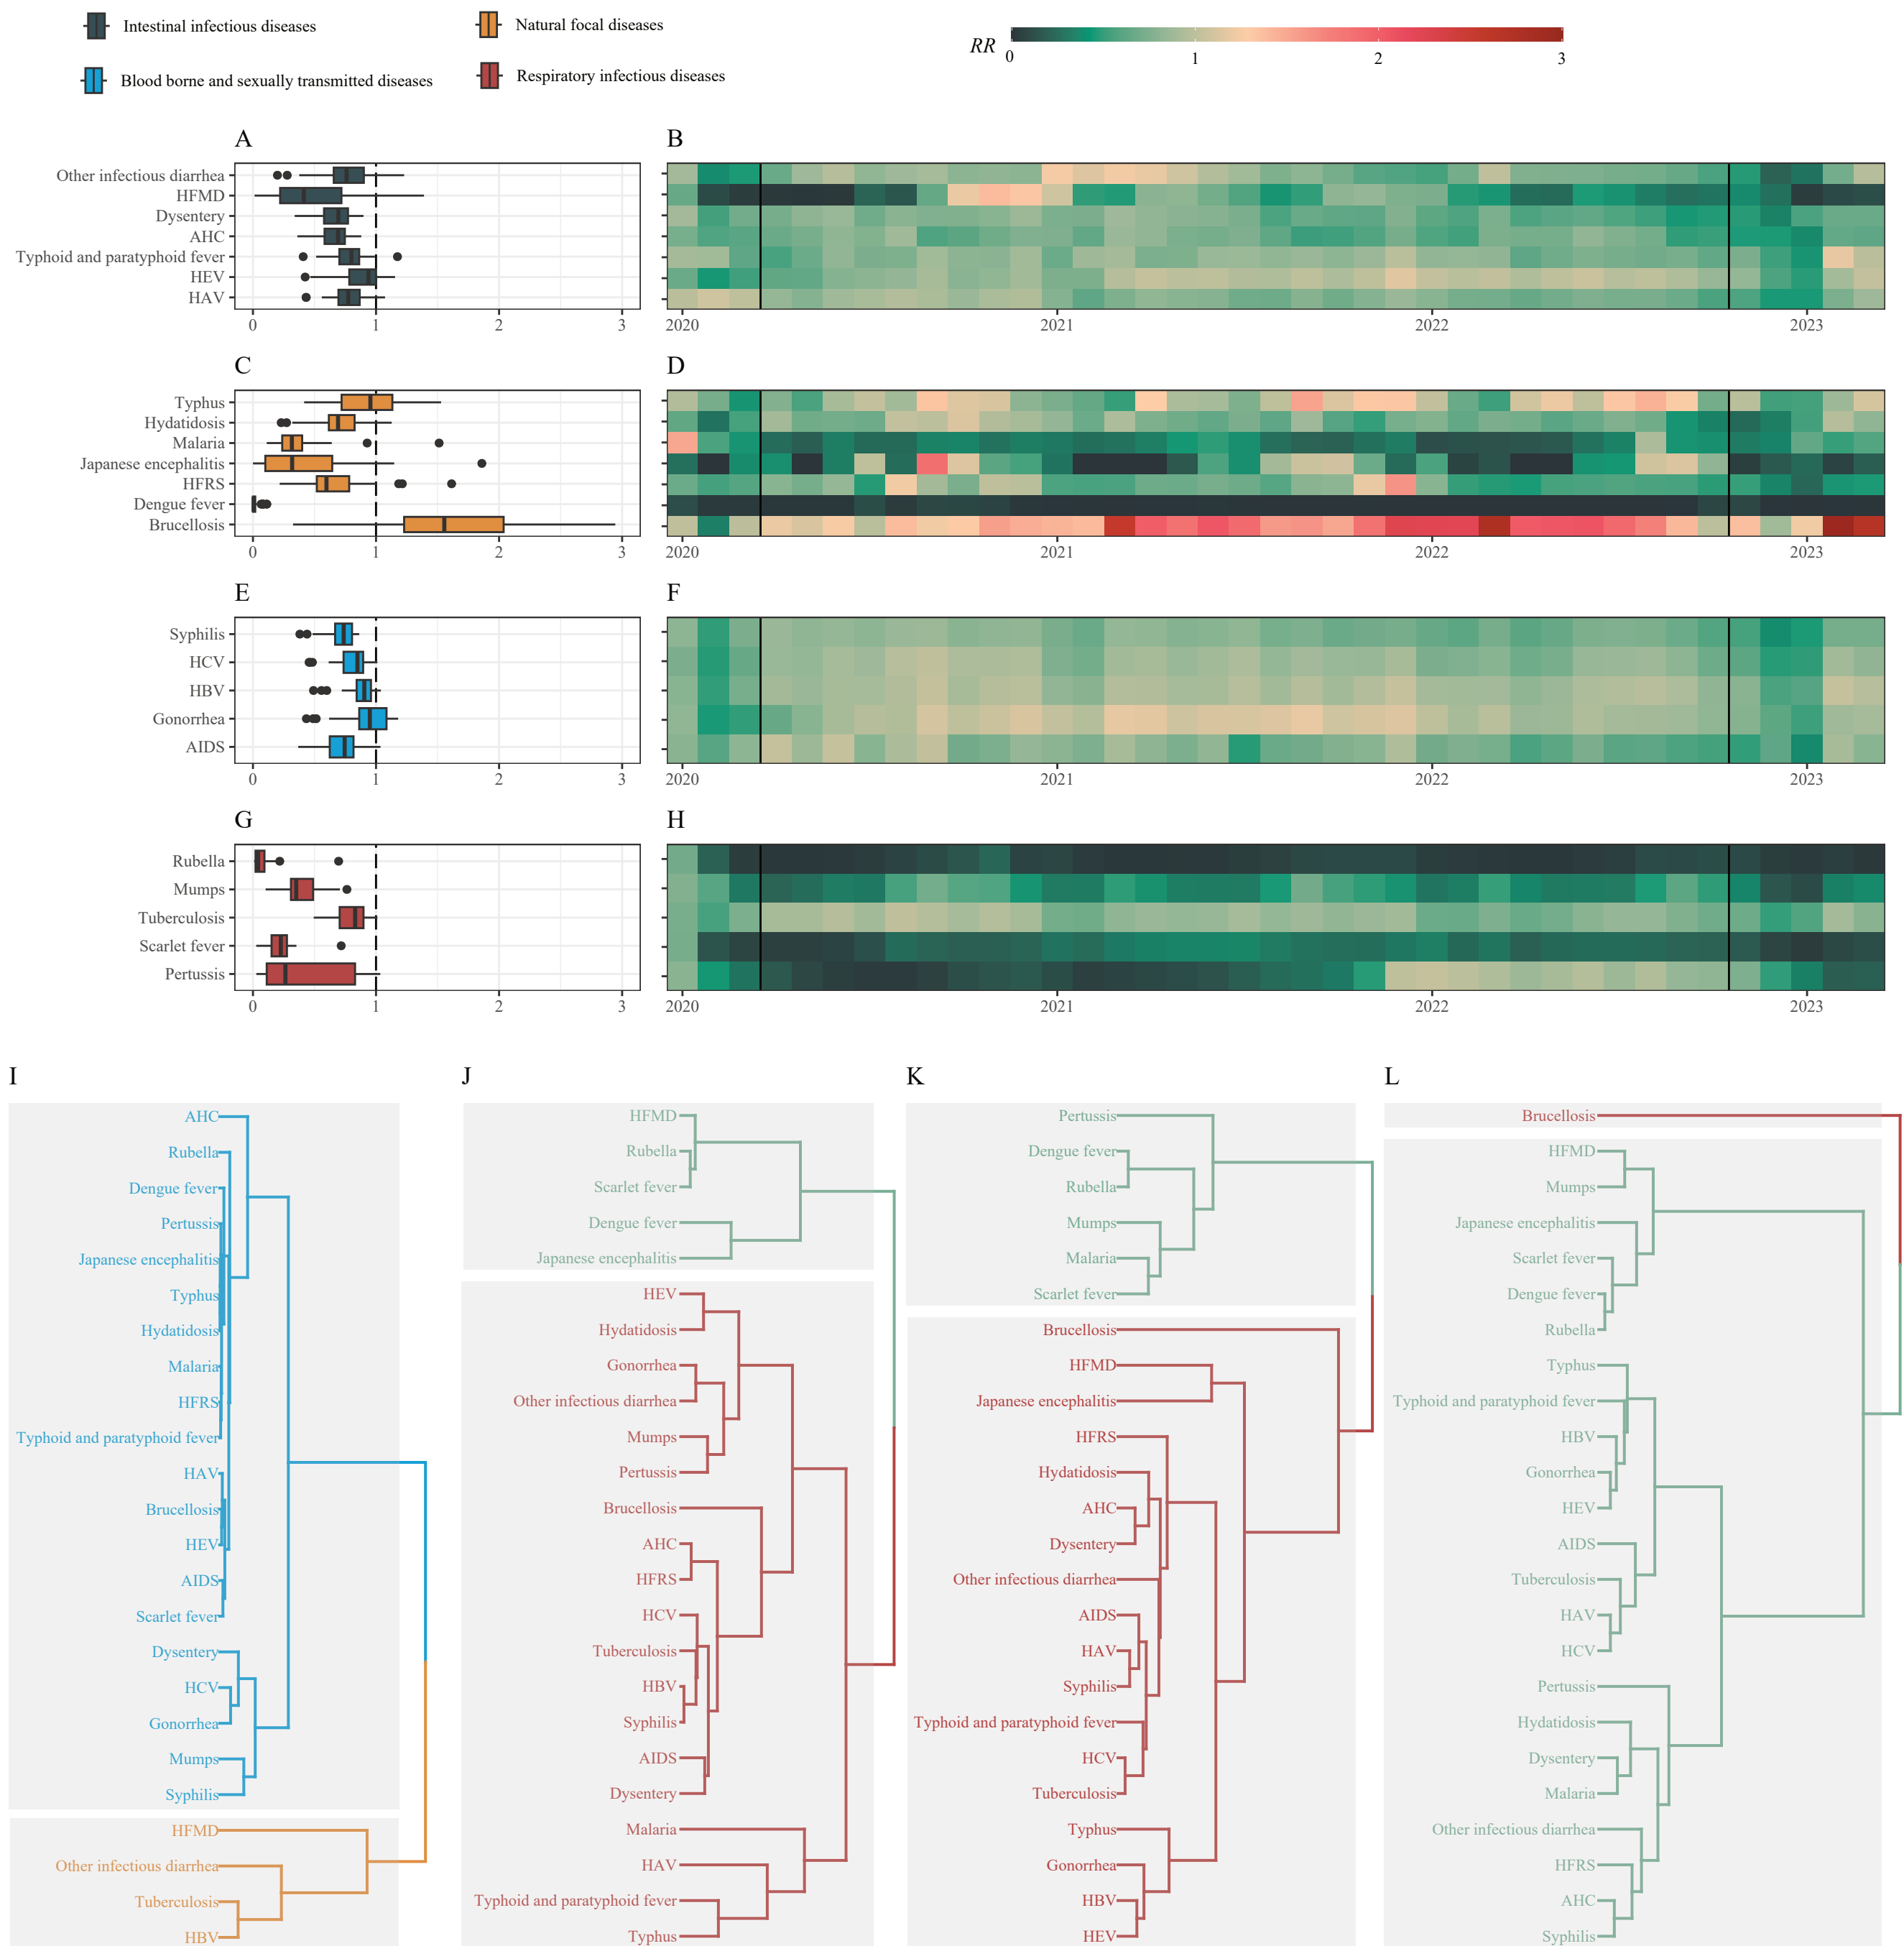 Intestinal infectious diseases
Natural focal diseases
Blood borne and sexually transmitted diseases
Respiratory infectious diseases
RR
0 1 2 3
A
Other infectious diarrhea
HFMD
Dysentery
AHC
Typhoid and paratyphoid fever
HEV
HAV
0 1 2 3
B
2020 2021 2022 2023
C
Typhus
Hydatidosis
Malaria
Japanese encephalitis
HFRS
Dengue fever
Brucellosis
0 1 2 3
D
2020 2021 2022 2023
E
Syphilis
HCV
HBV
Gonorrhea
AIDS
0 1 2 3
F
2020 2021 2022 2023
G
Rubella
Mumps
Tuberculosis
Scarlet fever
Pertussis
0 1 2 3
H
2020 2021 2022 2023
I
AHC
Rubella
Dengue fever
Pertussis
Japanese encephalitis
Typhus
Hydatidosis
Malaria
HFRS
Typhoid and paratyphoid fever
HAV
Brucellosis
HEV
AIDS
Scarlet fever
Dysentery
HCV
Gonorrhea
Mumps
Syphilis
HFMD
Other infectious diarrhea
Tuberculosis
HBV
J
HFMD
Rubella
Scarlet fever
Dengue fever
Japanese encephalitis
HEV
Hydatidosis
Gonorrhea
Other infectious diarrhea
Mumps
Pertussis
Brucellosis
AHC
HFRS
HCV
Tuberculosis
HBV
Syphilis
AIDS
Dysentery
Malaria
HAV
Typhoid and paratyphoid fever
Typhus
K
Pertussis
Dengue fever
Rubella
Mumps
Malaria
Scarlet fever
Brucellosis
HFMD
Japanese encephalitis
HFRS
Hydatidosis
AHC
Dysentery
Other infectious diarrhea
AIDS
HAV
Syphilis
Typhoid and paratyphoid fever
HCV
Tuberculosis
Typhus
Gonorrhea
HBV
HEV
L
Brucellosis
HFMD
Mumps
Japanese encephalitis
Scarlet fever
Dengue fever
Rubella
Typhus
Typhoid and paratyphoid fever
HBV
Gonorrhea
HEV
AIDS
Tuberculosis
HAV
HCV
Pertussis
Hydatidosis
Dysentery
Malaria
Other infectious diarrhea
HFRS
AHC
Syphilis